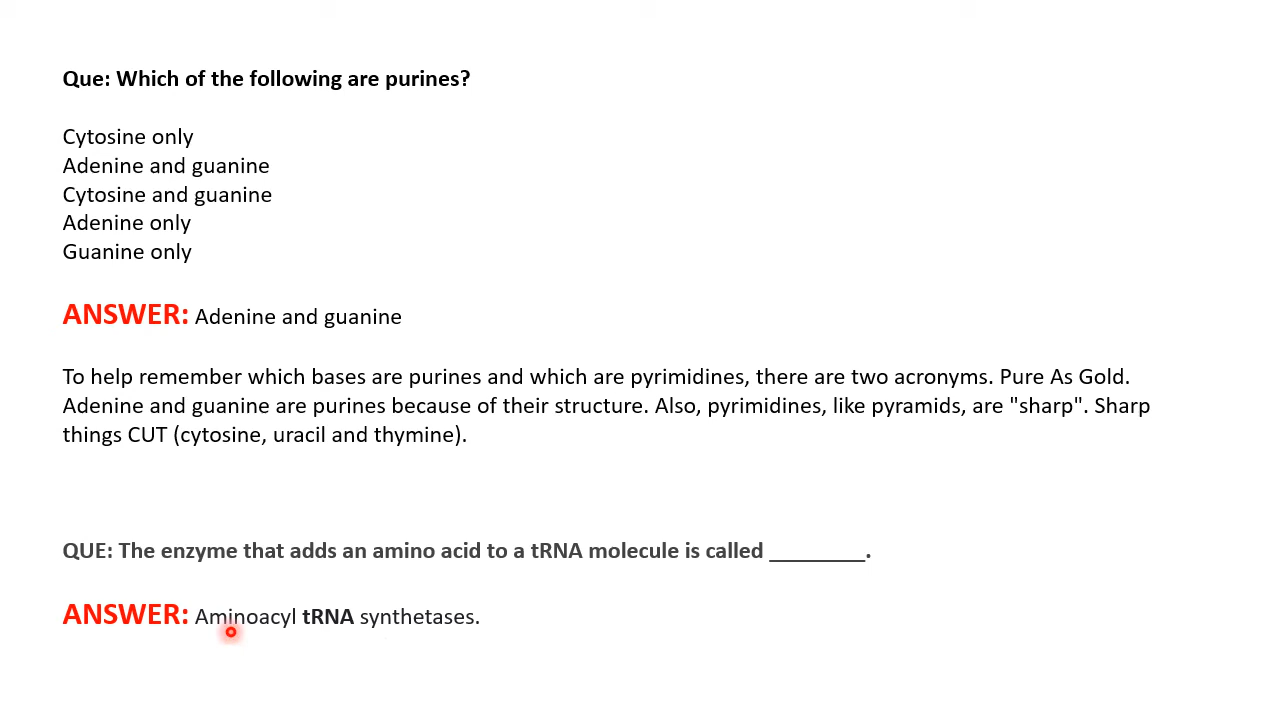 Que: Which of the following are purines?
Cytosine only
Adenine and guanine
Cytosine and guanine
Adenine only
Guanine only
ANSWER: Adenine and guanine
To help remember which bases are purines and which are pyrimidines, there are two acronyms. Pure As Gold.
Adenine and guanine are purines because of their structure. Also, pyrimidines, like pyramids, are "sharp". Sharp
things CUT (cytosine, uracil and thymine).
QUE: The enzyme that adds an amino acid to a tRNA molecule is called ________.
ANSWER: Aminoacyl tRNA synthetases.